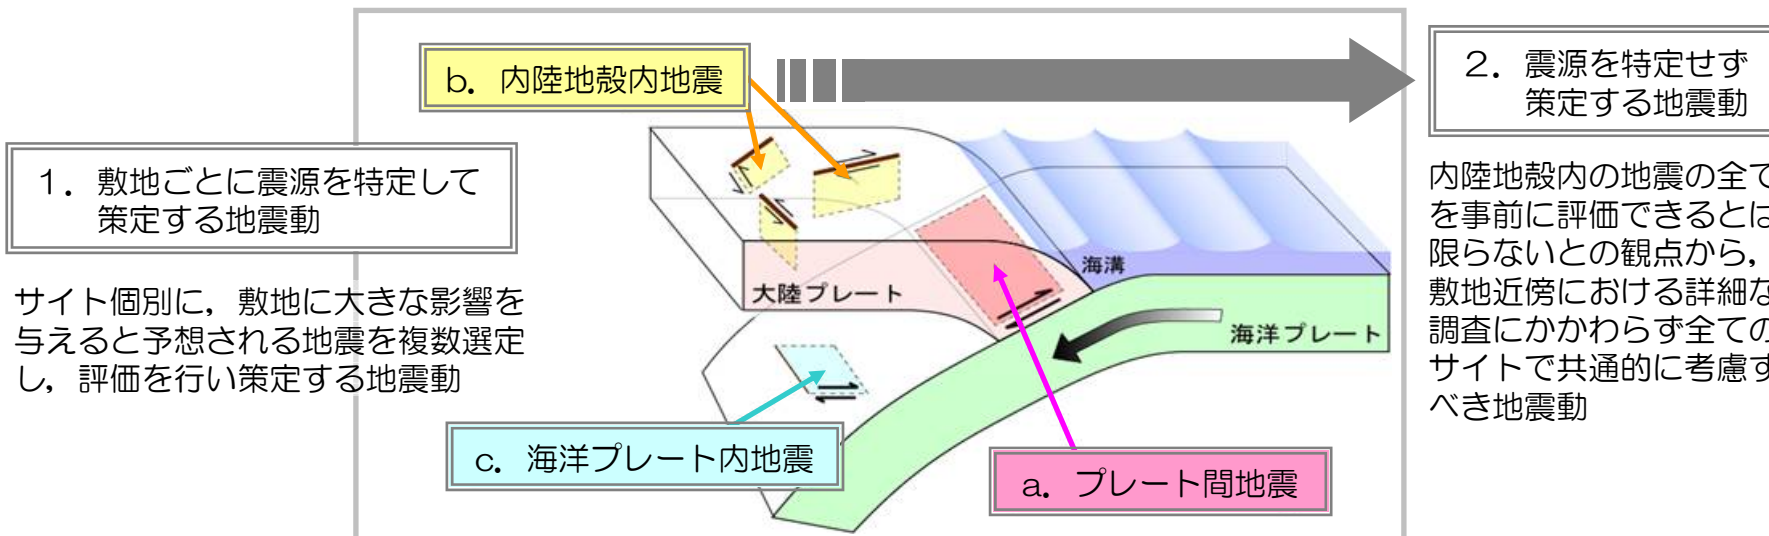 b．内陸地殻内地震
2．震源を特定せず
策定する地震動
1．敷地ごとに震源を特定して
策定する地震動
内陸地殻内の地震の全て
を事前に評価できるとは
限らないとの観点から，
敷地近傍における詳細な
調査にかかわらず全ての
サイトで共通的に考慮す
べき地震動
サイト個別に，敷地に大きな影響を
与えると予想される地震を複数選定
し，評価を行い策定する地震動
海溝
大陸プレート
海洋プレート
c．海洋プレート内地震
a．プレート間地震